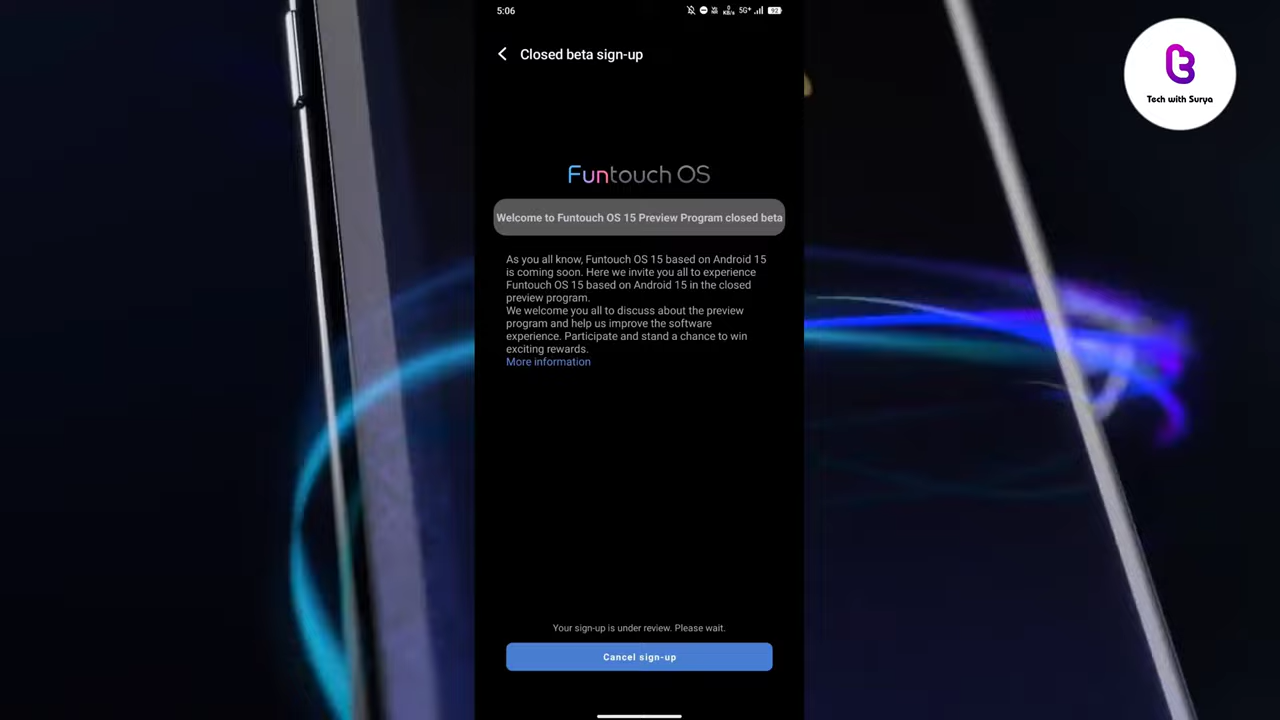 5:06
0 KB/s 5G+ 92
Closed beta sign-up
Tech with Surya
Funtouch OS
Welcome to Funtouch OS 15 Preview Program closed beta
As you all know, Funtouch OS 15 based on Android 15
is coming soon. Here we invite you all to experience
Funtouch OS 15 based on Android 15 in the closed
preview program.
We welcome you all to discuss about the preview
program and help us improve the software
experience. Participate and stand a chance to win
exciting rewards.
More information
Your sign-up is under review. Please wait.
Cancel sign-up